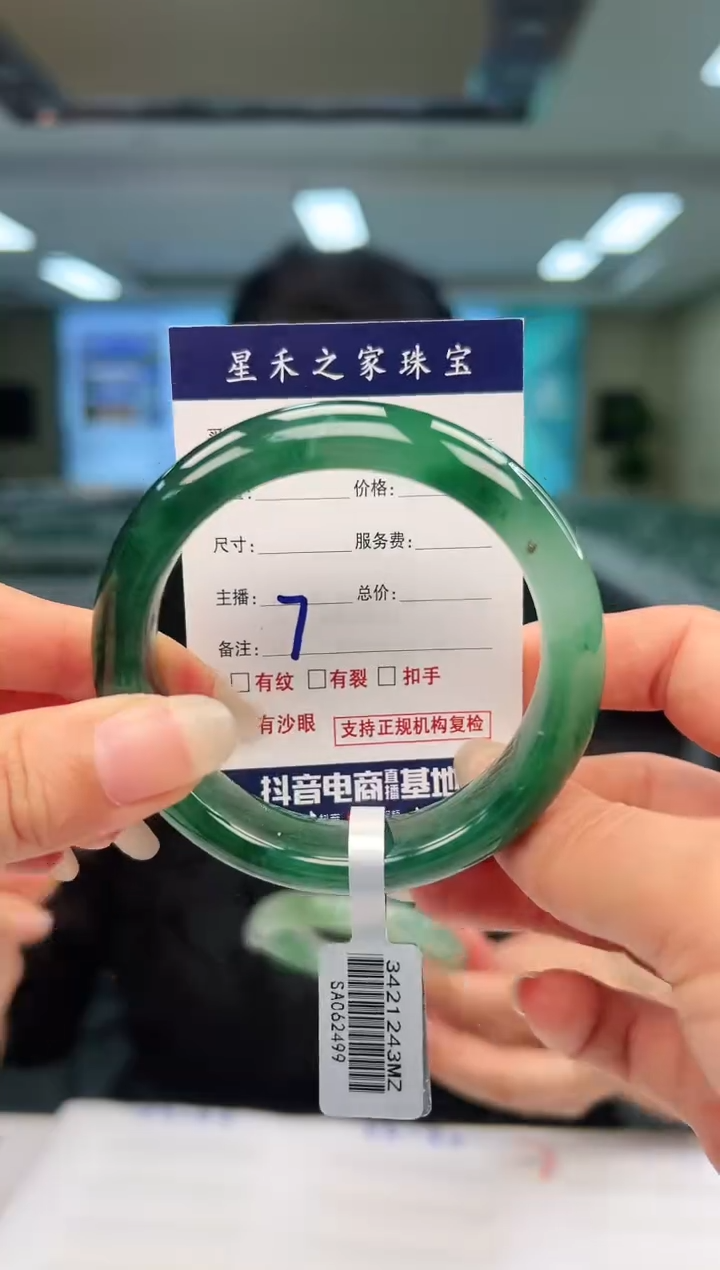 星禾之家珠宝
价格:
尺寸: 服务费:
主播: 总价:
7
备注:
□有纹 □有裂 □扣手
有沙眼 支持正规机构复检
抖音电商直播基地
3421243MZ
SA062499